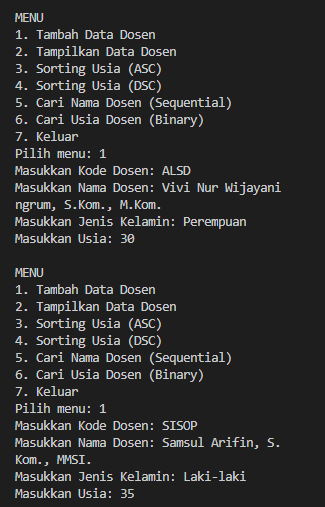 MENU
1. Tambah Data Dosen
2. Tampilkan Data Dosen
3. Sorting Usia (ASC)
4. Sorting Usia (DSC)
5. Cari Nama Dosen (Sequential)
6. Cari Usia Dosen (Binary)
7. Keluar
Pilih menu: 1
Masukkan Kode Dosen: ALSD
Masukkan Nama Dosen: Vivi Nur Wijayani
ngrum, S.Kom., M.Kom.
Masukkan Jenis Kelamin: Perempuan
Masukkan Usia: 30
MENU
1. Tambah Data Dosen
2. Tampilkan Data Dosen
3. Sorting Usia (ASC)
4. Sorting Usia (DSC)
5. Cari Nama Dosen (Sequential)
6. Cari Usia Dosen (Binary)
7. Keluar
Pilih menu: 1
Masukkan Kode Dosen: SISOP
Masukkan Nama Dosen: Samsul Arifin, S.
Kom., MMSI.
Masukkan Jenis Kelamin: Laki-laki
Masukkan Usia: 35